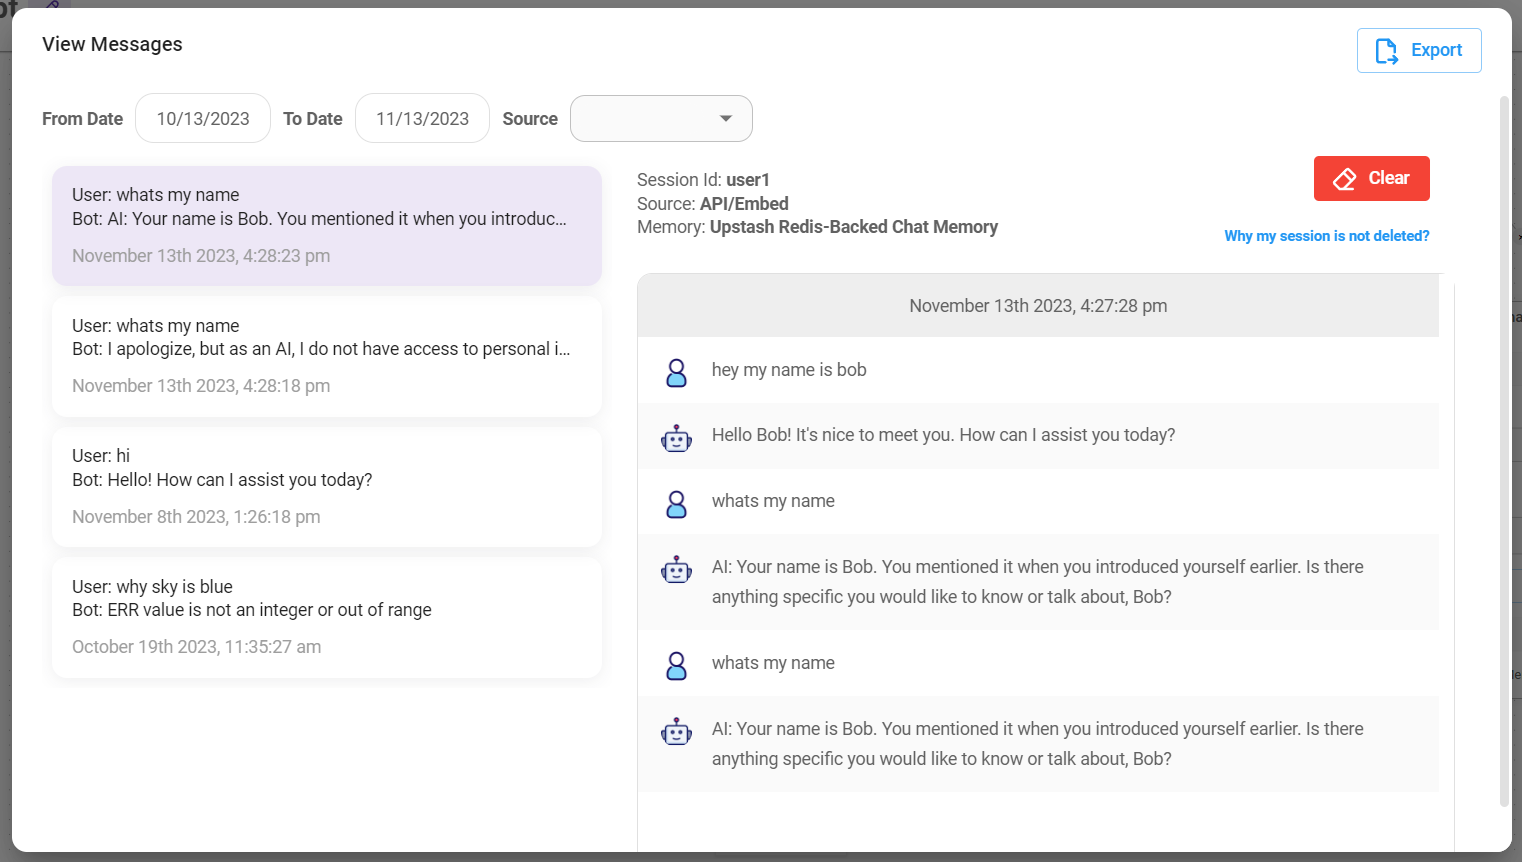 View Messages
Export
From Date 10/13/2023 To Date 11/13/2023 Source
User: whats my name
Bot: AI: Your name is Bob. You mentioned it when you introduc...
November 13th 2023, 4:28:23 pm
User: whats my name
Bot: I apologize, but as an AI, I do not have access to personal i...
November 13th 2023, 4:28:18 pm
User: hi
Bot: Hello! How can I assist you today?
November 8th 2023, 1:26:18 pm
User: why sky is blue
Bot: ERR value is not an integer or out of range
October 19th 2023, 11:35:27 am
Session Id: user1
Source: API/Embed
Memory: Upstash Redis-Backed Chat Memory
Clear
Why my session is not deleted?
November 13th 2023, 4:27:28 pm
hey my name is bob
Hello Bob! It's nice to meet you. How can I assist you today?
whats my name
AI: Your name is Bob. You mentioned it when you introduced yourself earlier. Is there
anything specific you would like to know or talk about, Bob?
whats my name
AI: Your name is Bob. You mentioned it when you introduced yourself earlier. Is there
anything specific you would like to know or talk about, Bob?